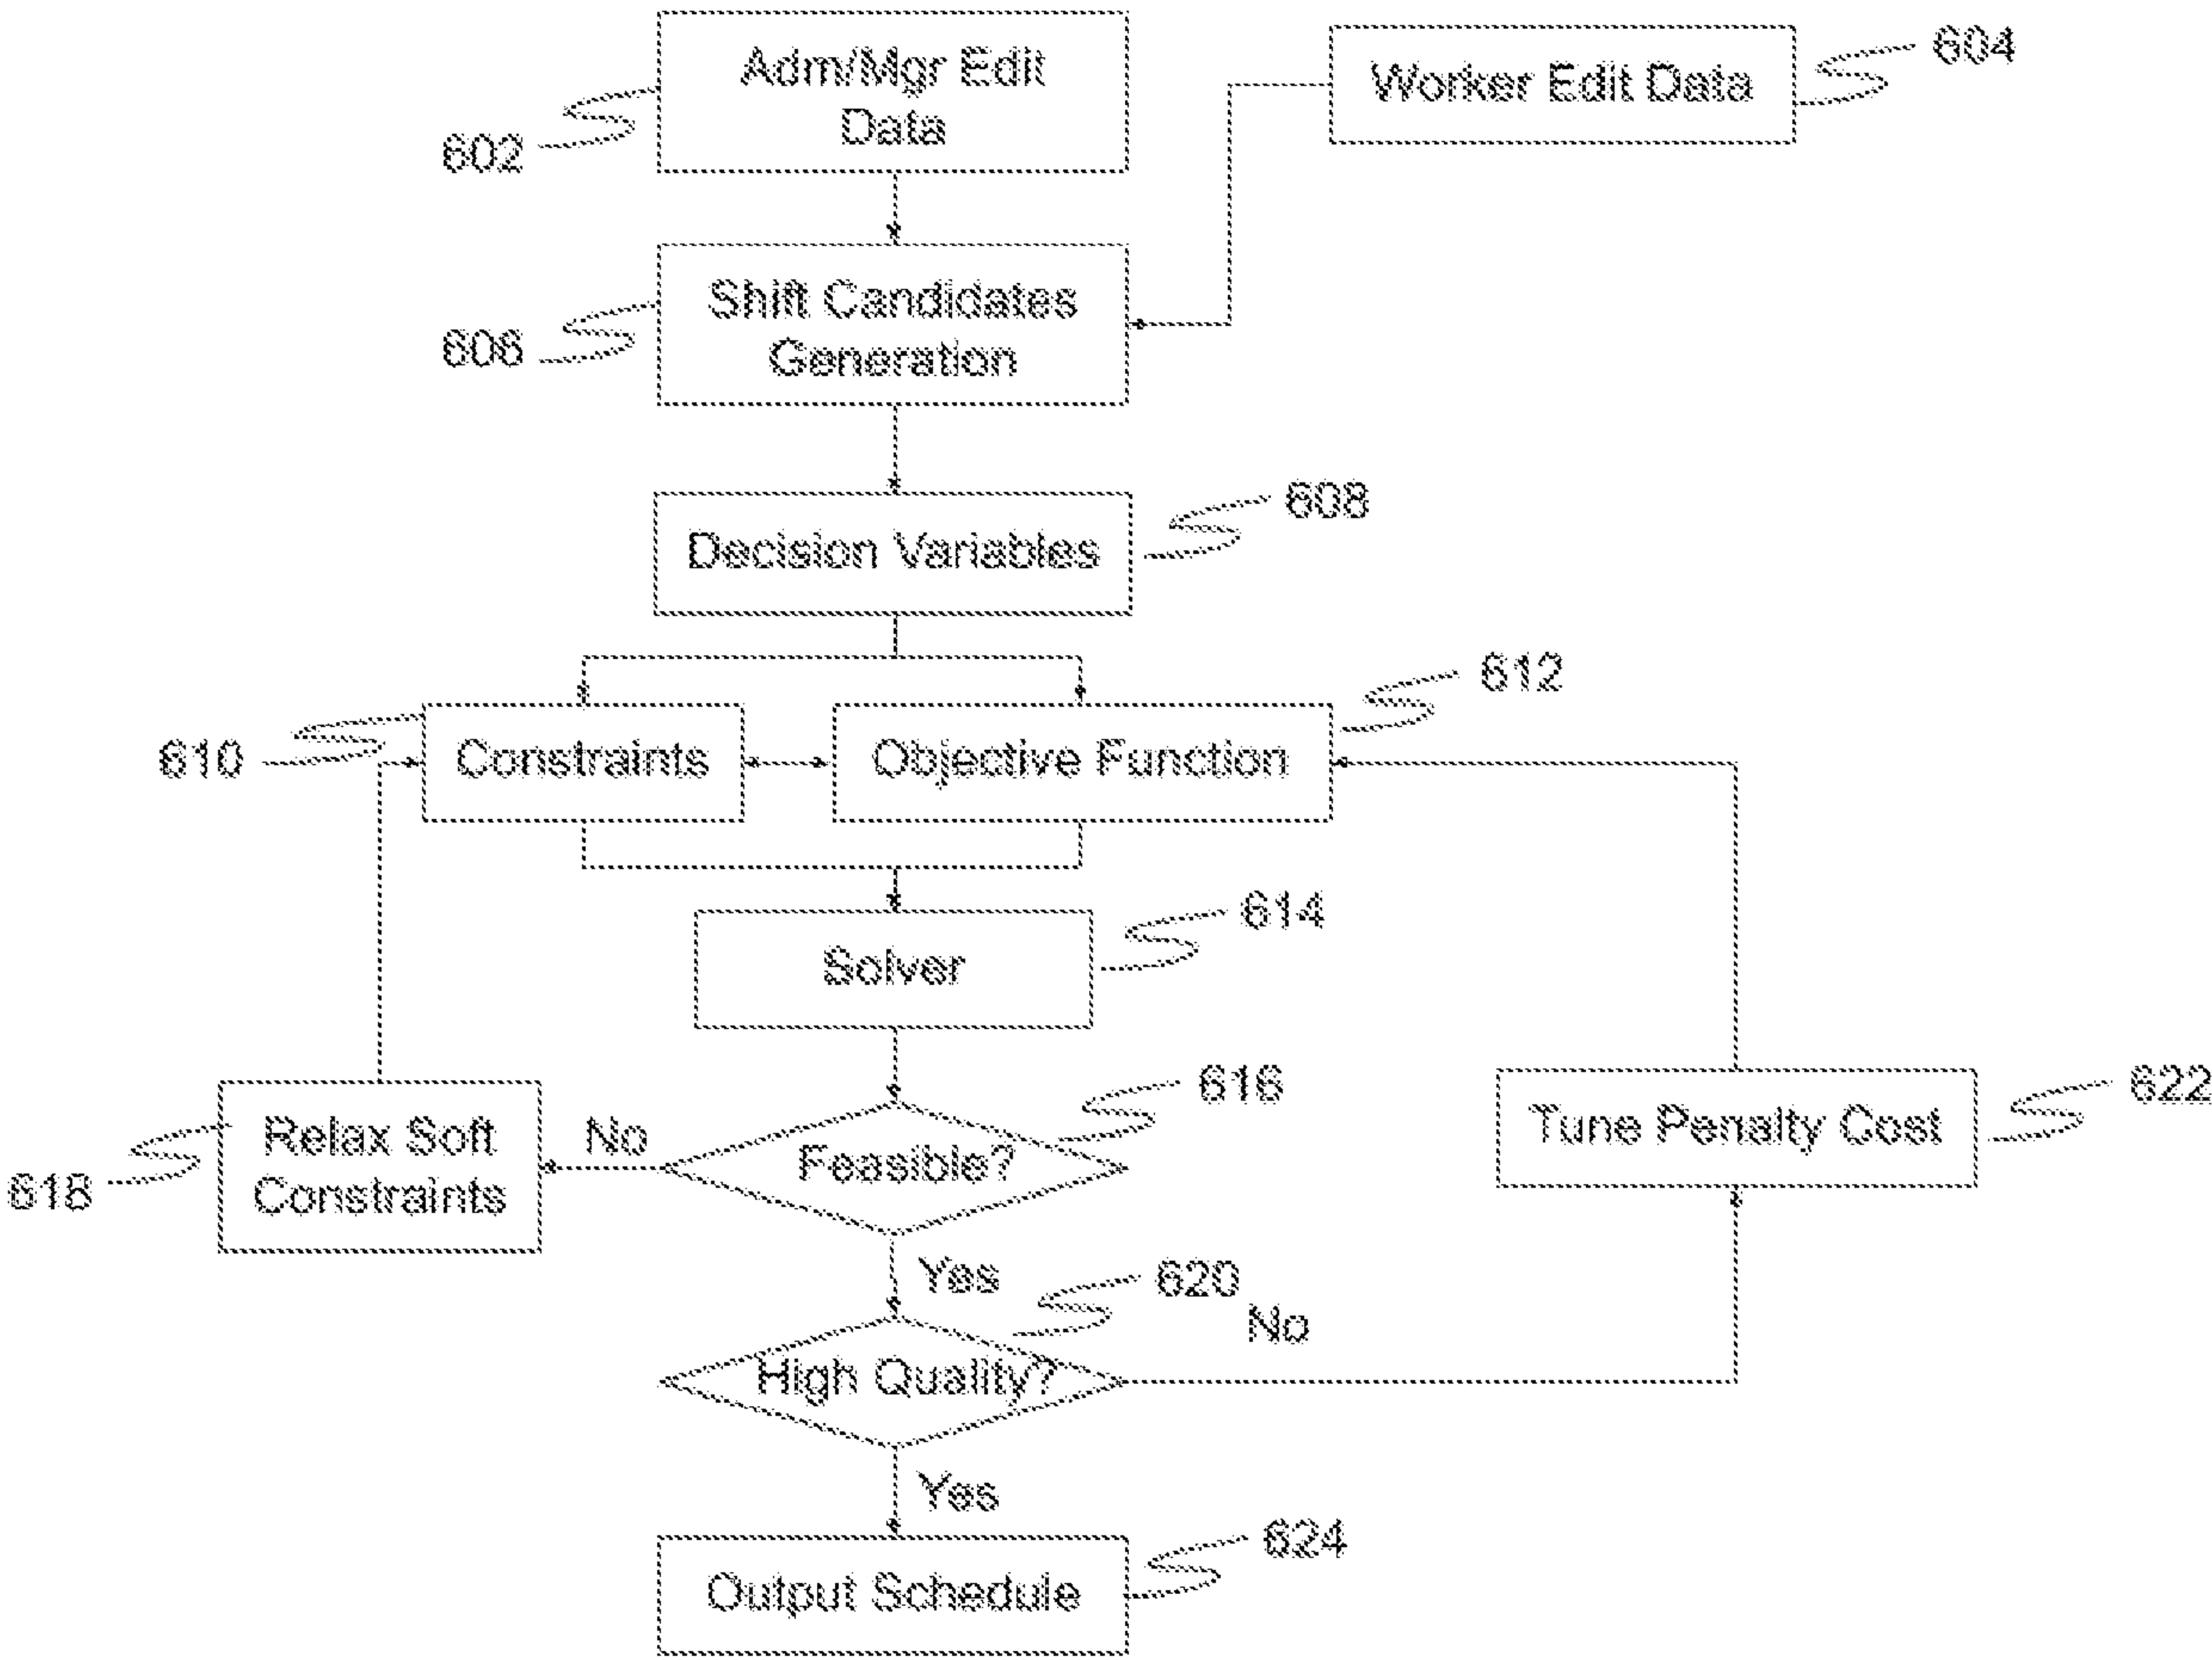 Adm/Mgr Edit
Data
602
Worker Edit Data
604
Shift Candidates
Generation
606
Decision Variables
608
610
Constraints
Objective Function
612
Solver
614
Relax Soft
Constraints
618
No
Feasible?
616
Tune Penalty Cost
622
Yes
620
No
High Quality?
Yes
Output Schedule
624